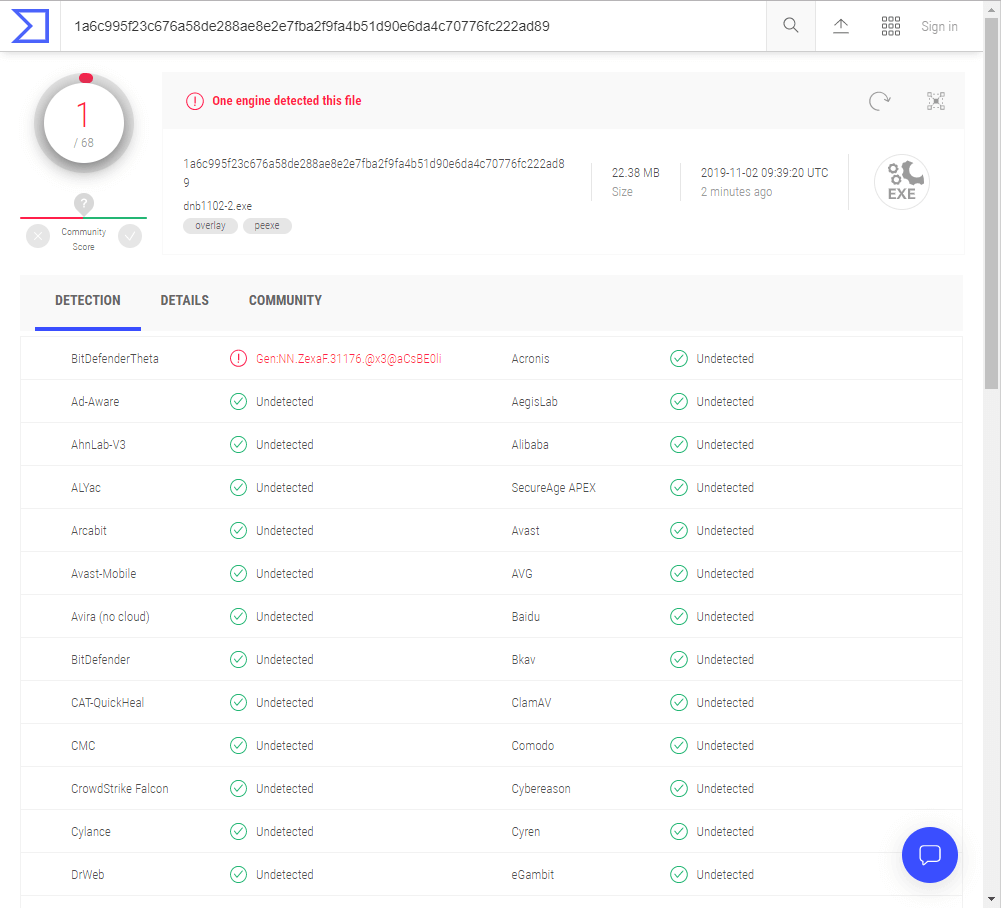 1a6c995f23c676a58de288ae8e2e7fba2f9fa4b51d90e6da4c70776fc222ad89
Sign in
1
/ 68
?
Community
Score
One engine detected this file
1a6c995f23c676a58de288ae8e2e7fba2f9fa4b51d90e6da4c70776fc222ad8
9
dnb1102-2.exe
overlay peexe
22.38 MB
Size
2019-11-02 09:39:20 UTC
2 minutes ago
EXE
DETECTION DETAILS COMMUNITY
BitDefenderTheta Gen:NN.ZexaF.31176.@x3@aCsBE0li Acronis Undetected
Ad-Aware Undetected AegisLab Undetected
AhnLab-V3 Undetected Alibaba Undetected
ALYac Undetected SecureAge APEX Undetected
Arcabit Undetected Avast Undetected
Avast-Mobile Undetected AVG Undetected
Avira (no cloud) Undetected Baidu Undetected
BitDefender Undetected Bkav Undetected
CAT-QuickHeal Undetected ClamAV Undetected
CMC Undetected Comodo Undetected
CrowdStrike Falcon Undetected Cybereason Undetected
Cylance Undetected Cyren Undetected
DrWeb Undetected eGambit Undetected